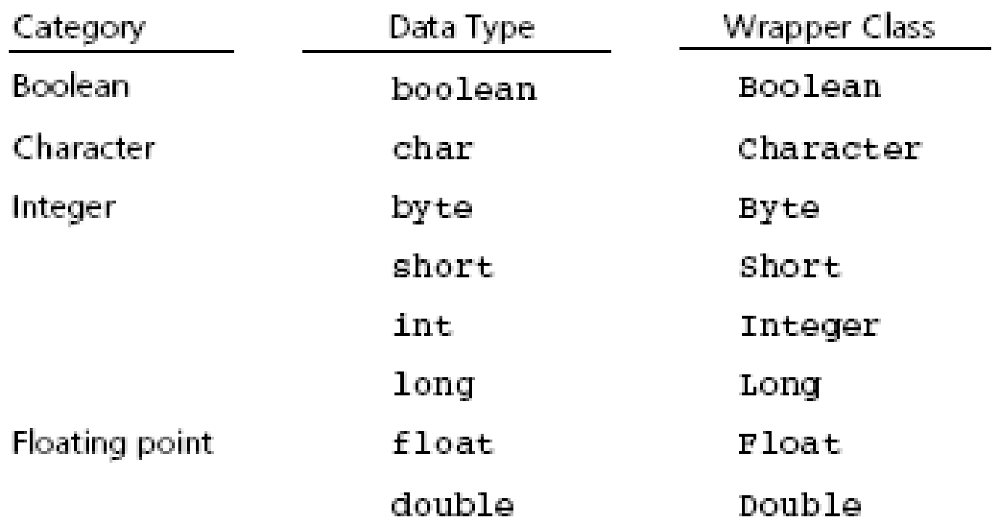 Category Data Type Wrapper Class
Boolean boolean Boolean
Character char Character
Integer byte Byte
short Short
int Integer
long Long
Floating point float Float
double Double